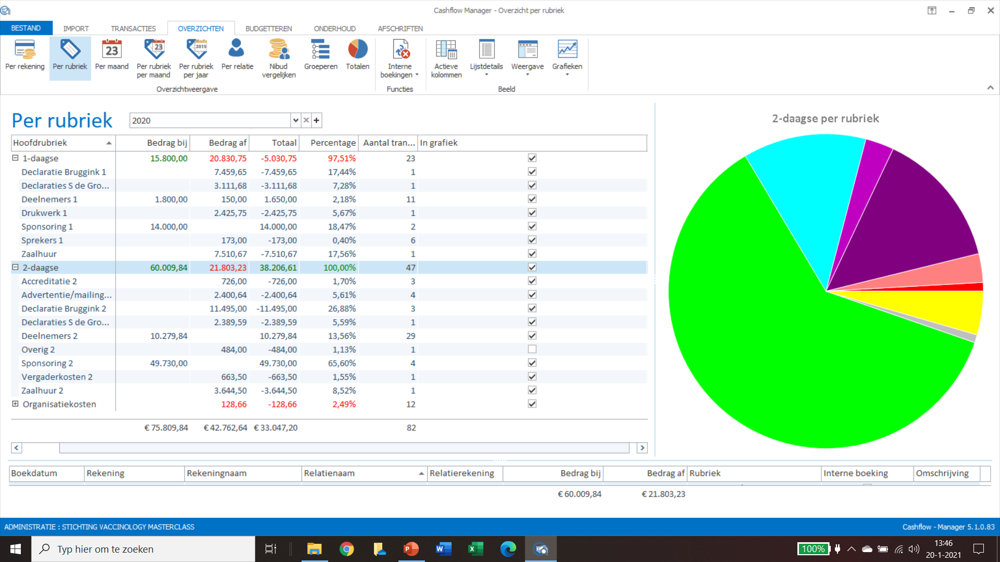 Cashflow Manager - Overzicht per rubriek
BESTAND IMPORT TRANSACTIES OVERZICHTEN BUDGETTEREN ONDERHOUD AFSCHRIFTEN
23 23 2015
Per rekening Per rubriek Per maand Per rubriek per maand Per rubriek per jaar Per relatie Nibud vergelijken Groeperen Totalen Interne boekingen Actieve kolommen Lijstdetails Weergave Grafieken
Overzichtweergave Functies Beeld
Per rubriek 2020
2-daagse per rubriek
Hoofdrubriek Bedrag bij Bedrag af Totaal Percentage Aantal tran... In grafiek
1-daagse 15.800,00 20.830,75 -5.030,75 97,51% 23
Declaratie Bruggink 1 7.459,65 -7.459,65 17,44% 1
Declaraties S de Gro... 3.111,68 -3.111,68 7,28% 1
Deelnemers 1 1.800,00 150,00 1.650,00 2,18% 11
Drukwerk 1 2.425,75 -2.425,75 5,67% 1
Sponsoring 1 14.000,00 14.000,00 18,47% 2
Sprekers 1 173,00 -173,00 0,40% 6
Zaalhuur 7.510,67 -7.510,67 17,56% 1
2-daagse 60.009,84 21.803,23 38.206,61 100,00% 47
Accreditatie 2 726,00 -726,00 1,70% 3
Advertentie/mailing... 2.400,64 -2.400,64 5,61% 4
Declaratie Bruggink 2 11.495,00 -11.495,00 26,88% 3
Declaraties S de Gro... 2.389,59 -2.389,59 5,59% 1
Deelnemers 2 10.279,84 10.279,84 13,56% 29
Overig 2 484,00 -484,00 1,13% 1
Sponsoring 2 49.730,00 49.730,00 65,60% 4
Vergaderkosten 2 663,50 -663,50 1,55% 1
Zaalhuur 2 3.644,50 -3.644,50 8,52% 1
Organisatiekosten 128,66 -128,66 2,49% 12
€ 75.809,84 € 42.762,64 € 33.047,20 82
Boekdatum Rekening Rekeningnaam Relatienaam Relatierekening Bedrag bij Bedrag af Rubriek Interne boeking Omschrijving
€ 60.009,84 € 21.803,23
ADMINISTRATIE : STICHTING VACCINOLOGY MASTERCLASS Cashflow - Manager 5.1.0.83
Typ hier om te zoeken 100% 13:46
20-1-2021